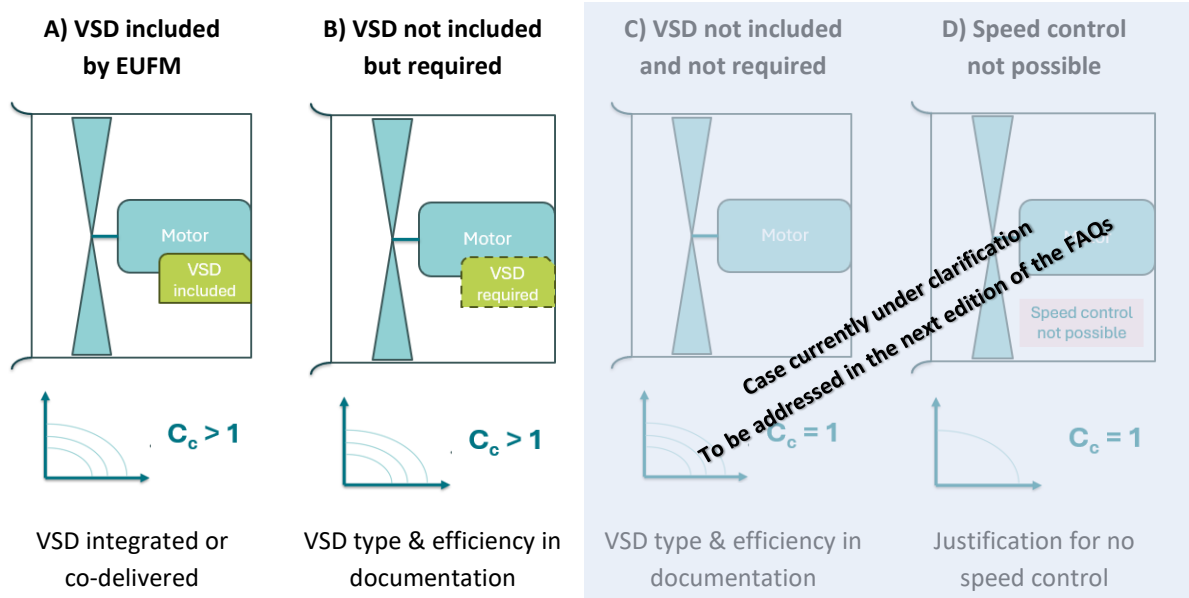 A) VSD included
by EUFM
B) VSD not included
but required
C) VSD not included
and not required
D) Speed control
not possible
Motor
VSD
included
Motor
VSD
required
Motor
Motor
Speed control
not possible
Case currently under clarification
To be addressed in the next edition of the FAQs
Cc > 1
Cc > 1
Cc = 1
Cc = 1
VSD integrated or
co-delivered
VSD type & efficiency in
documentation
VSD type & efficiency in
documentation
Justification for no
speed control